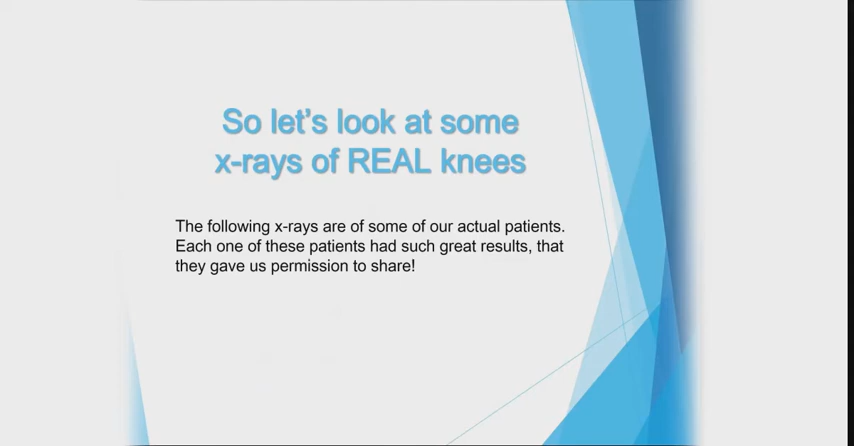 So let's look at some
x-rays of REAL knees
The following x-rays are of some of our actual patients.
Each one of these patients had such great results, that
they gave us permission to share!